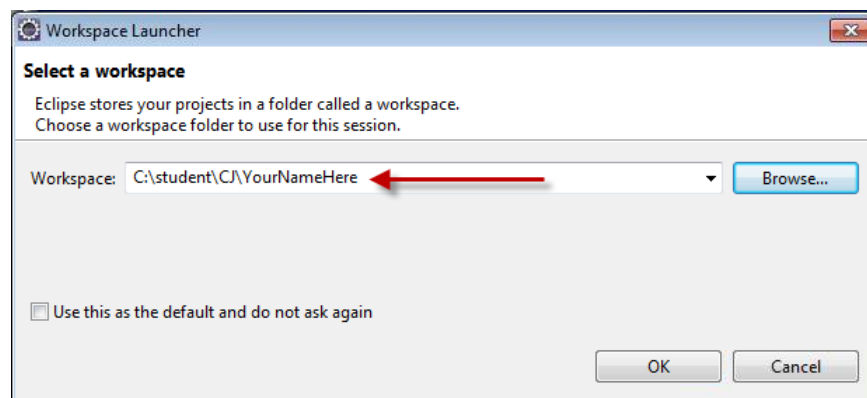 Workspace Launcher
Select a workspace
Eclipse stores your projects in a folder called a workspace.
Choose a workspace folder to use for this session.
Workspace: C:\student\CJ\YourNameHere Browse...
Use this as the default and do not ask again
OK Cancel